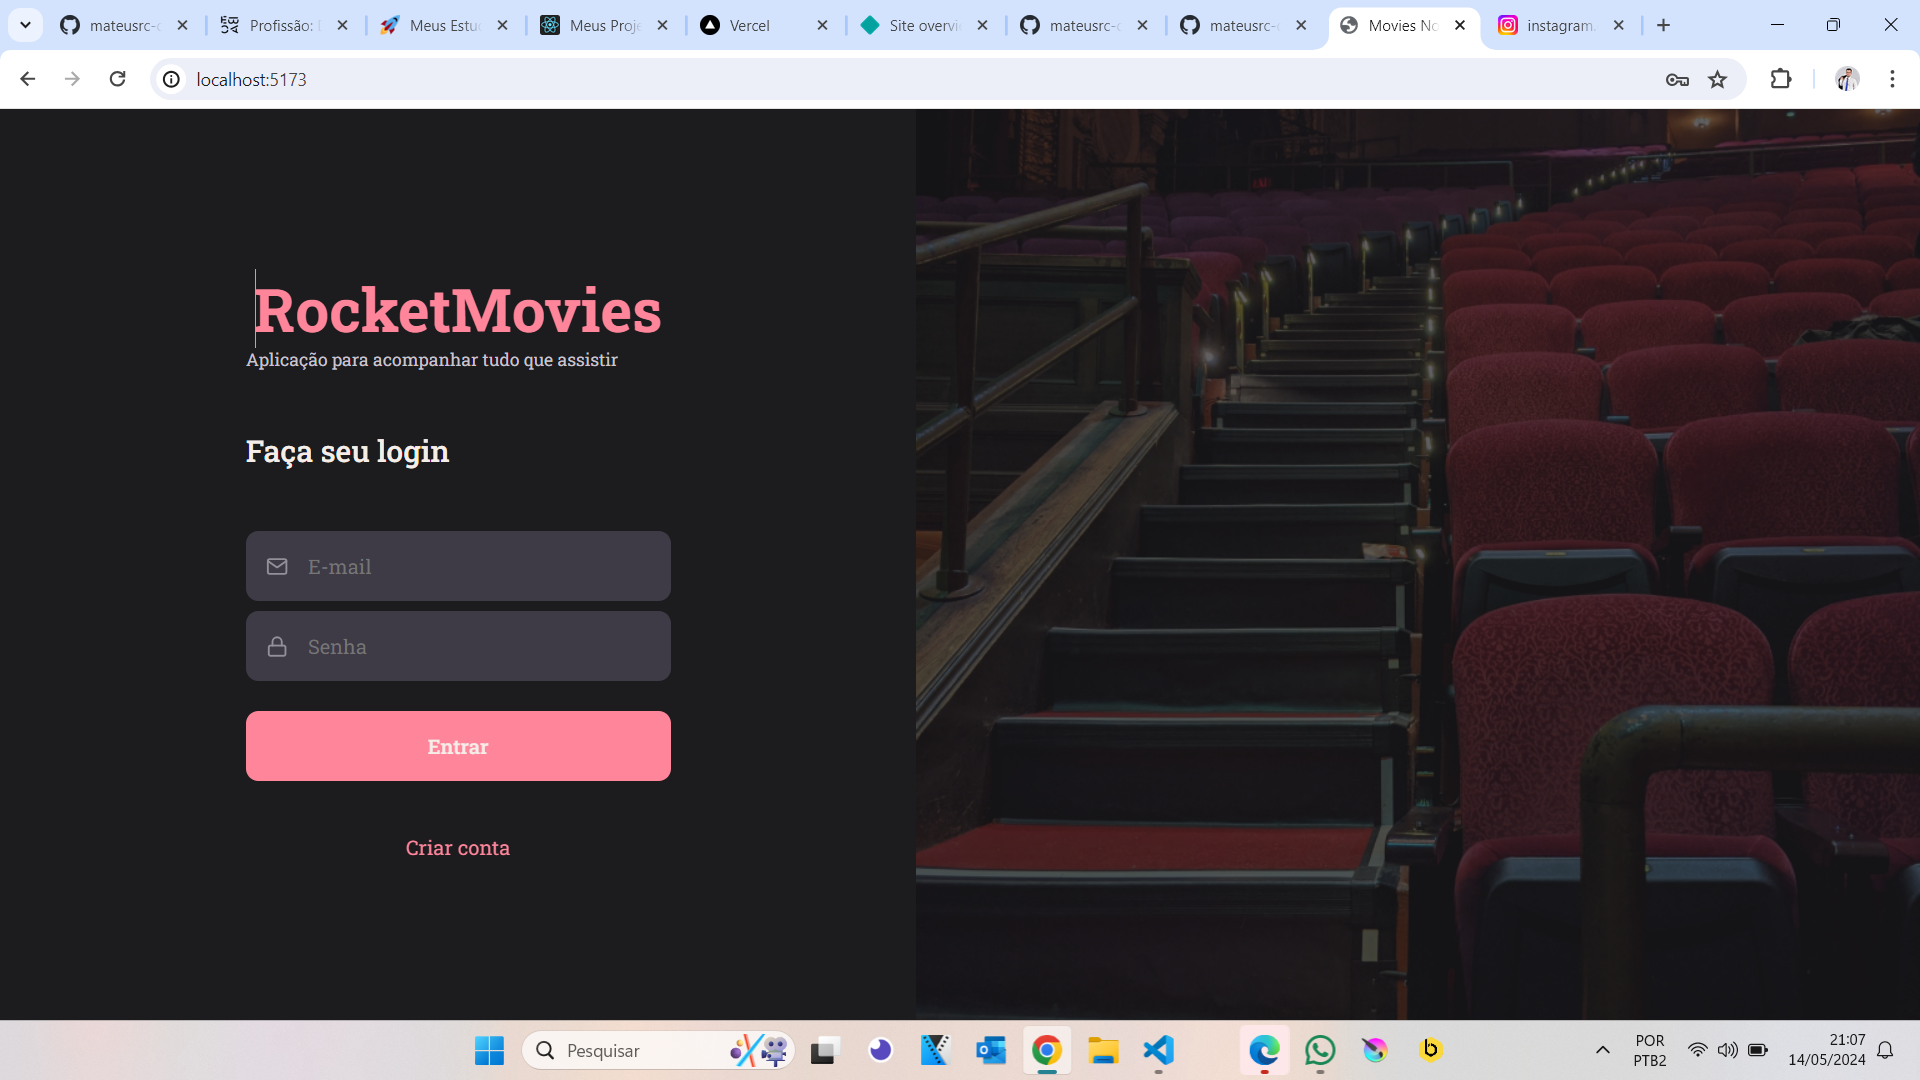 mateusrc-
Profissão:
Meus Estu
Meus Proje
Vercel
Site overvi
mateusrc-
mateusrc-
Movies No
instagram.
localhost:5173
RocketMovies
Aplicação para acompanhar tudo que assistir
Faça seu login
E-mail
Senha
Entrar
Criar conta
Pesquisar
POR
PTB2
21:07
14/05/2024